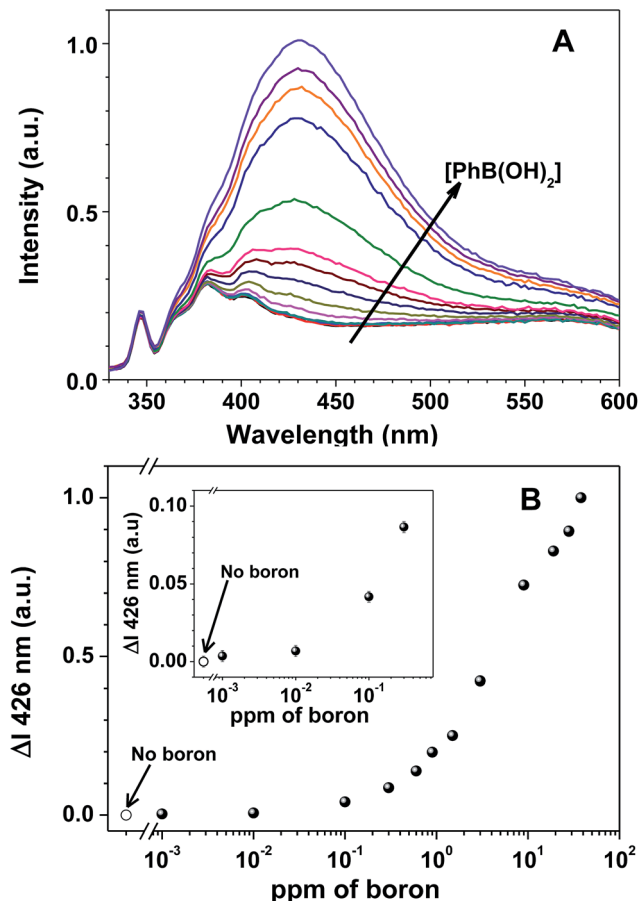 A
1.0
0.5
0.0
Intensity (a.u.)
[PhB(OH)₂]
350 400 450 500 550 600
Wavelength (nm)
B
1.0
0.5
0.0
ΔI 426 nm (a.u.)
0.10
0.05
0.00
ΔI 426 nm (a.u)
No boron
10⁻³ 10⁻² 10⁻¹
ppm of boron
No boron
10⁻³ 10⁻² 10⁻¹ 10⁰ 10¹ 10²
ppm of boron